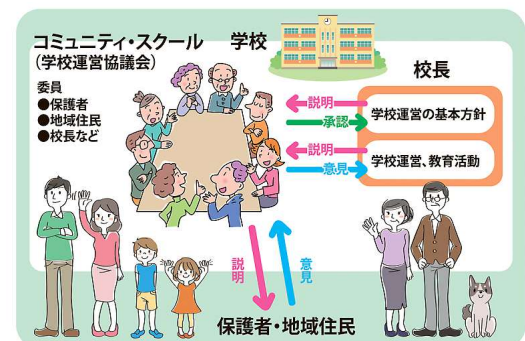 コミュニティ・スクール
(学校運営協議会)
学校
委員
●保護者
●地域住民
●校長など
校長
説明
承認
学校運営の基本方針
説明
意見
学校運営、教育活動
説明
意見
保護者・地域住民